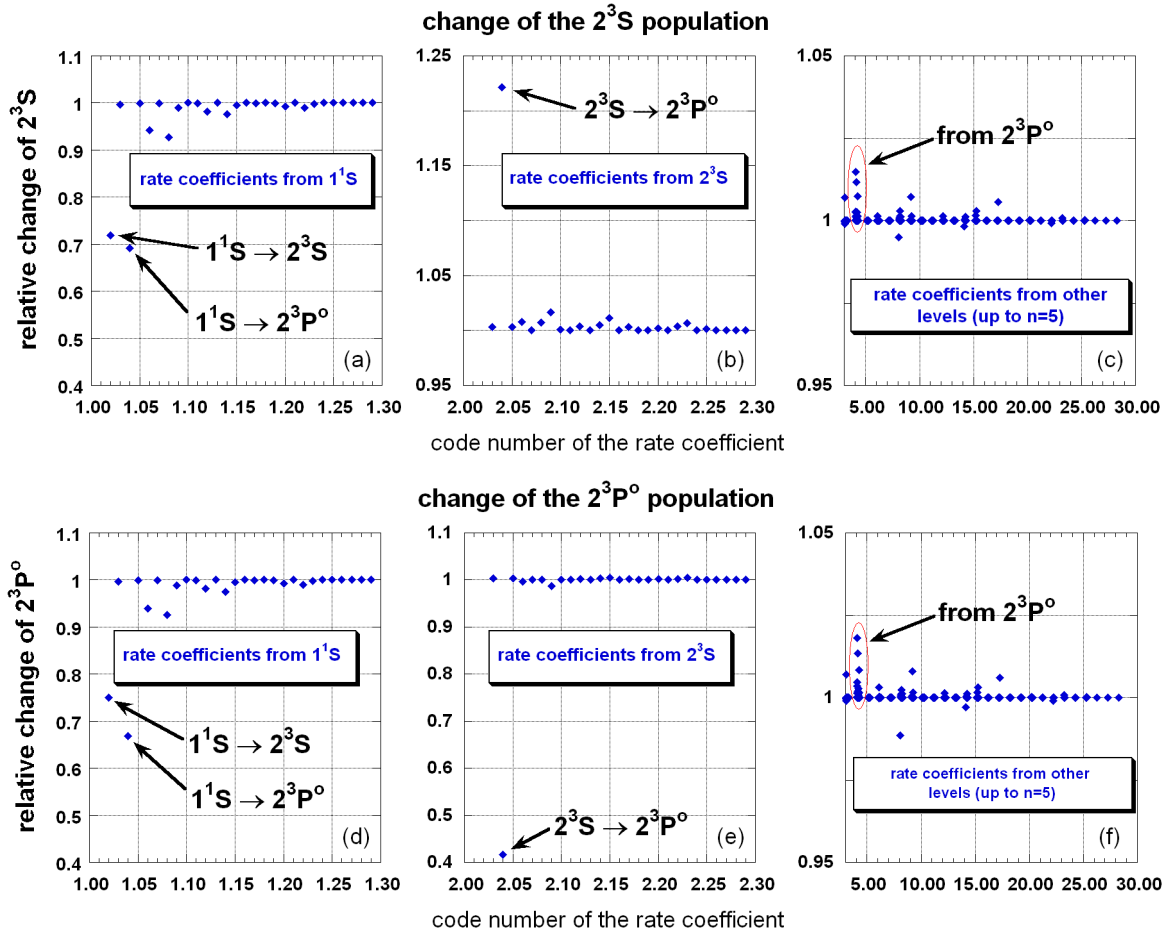 change of the 2³S population
relative change of 2³S
1.1
1
0.9
0.8
0.7
0.6
0.5
0.4
rate coefficients from 1¹S
1¹S → 2³S
1¹S → 2³Pº
(a)
1.00 1.05 1.10 1.15 1.20 1.25 1.30
1.25
1.15
1.05
0.95
2³S → 2³Pº
rate coefficients from 2³S
(b)
2.00 2.05 2.10 2.15 2.20 2.25 2.30
1.05
1
0.95
from 2³Pº
rate coefficients from other
levels (up to n=5)
(c)
5.00 10.00 15.00 20.00 25.00 30.00
code number of the rate coefficient
change of the 2³Pº population
relative change of 2³Pº
1.1
1
0.9
0.8
0.7
0.6
0.5
0.4
rate coefficients from 1¹S
1¹S → 2³S
1¹S → 2³Pº
(d)
1.00 1.05 1.10 1.15 1.20 1.25 1.30
1.1
1
0.9
0.8
0.7
0.6
0.5
0.4
rate coefficients from 2³S
2³S → 2³Pº
(e)
2.00 2.05 2.10 2.15 2.20 2.25 2.30
1.05
1
0.95
from 2³Pº
rate coefficients from other
levels (up to n=5)
(f)
5.00 10.00 15.00 20.00 25.00 30.00
code number of the rate coefficient